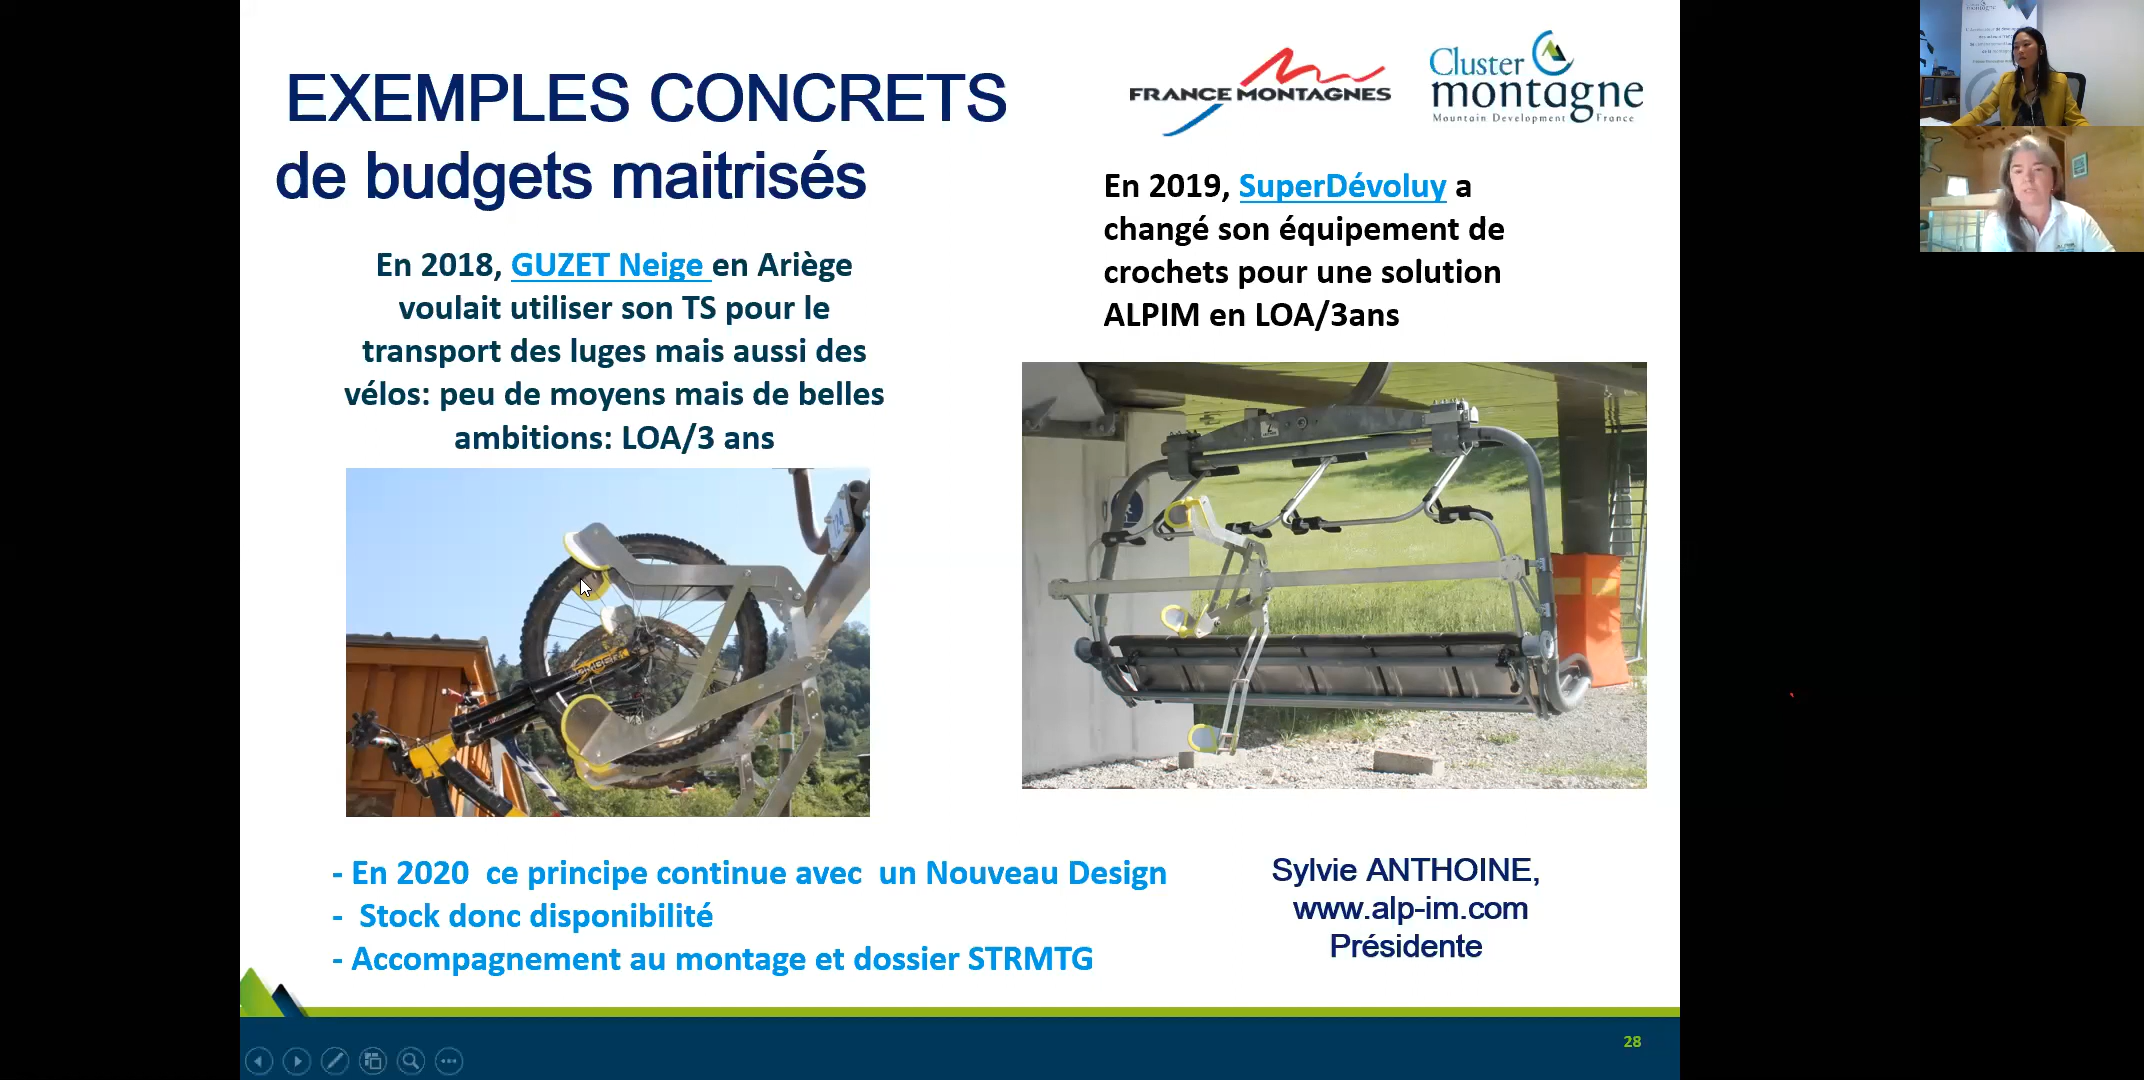 EXEMPLES CONCRETS
de budgets maitrisés
FRANCE MONTAGNES
Cluster
montagne
Mountain Development France
En 2018, GUZET Neige en Ariège
voulait utiliser son TS pour le
transport des luges mais aussi des
vélos: peu de moyens mais de belles
ambitions: LOA/3 ans
En 2019, SuperDévoluy a
changé son équipement de
crochets pour une solution
ALPIM en LOA/3ans
- En 2020 ce principe continue avec un Nouveau Design
- Stock donc disponibilité
- Accompagnement au montage et dossier STRMTG
Sylvie ANTHOINE,
www.alp-im.com
Présidente
28